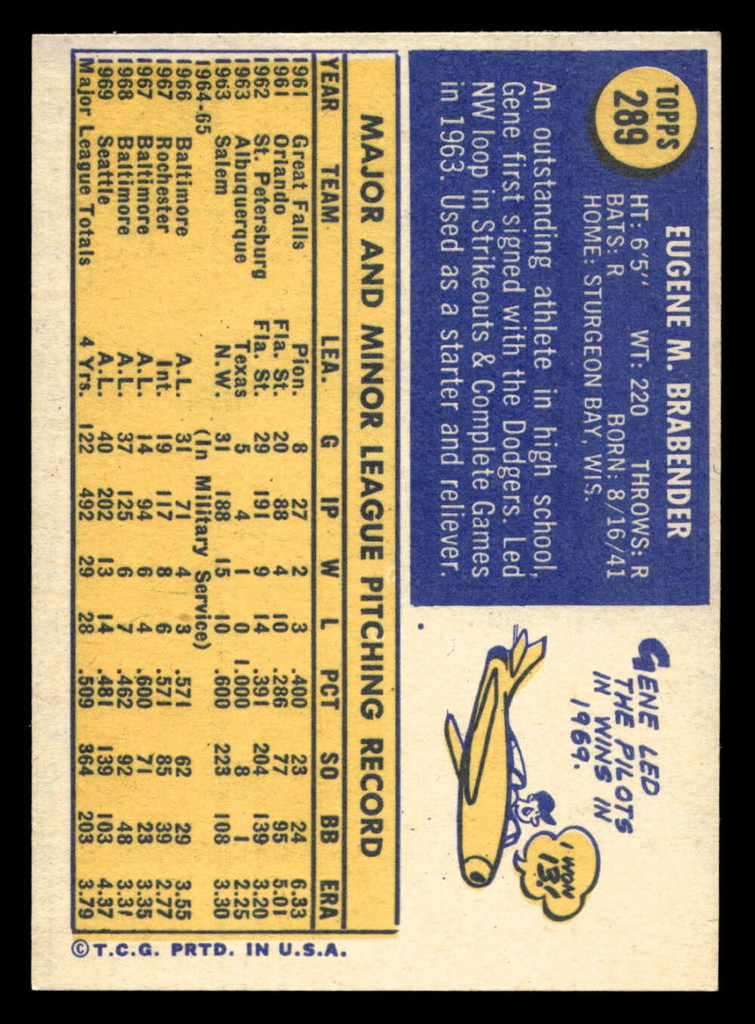 TOPPS
289
EUGENE M. BRABENDER
HT: 6'5" WT: 220 THROWS: R
BATS: R BORN: 8/16/41
HOME: STURGEON BAY, WIS.
An outstanding athlete in high school,
Gene first signed with the Dodgers. Led
NW loop in Strikeouts & Complete Games
in 1963. Used as a starter and reliever.
GENE LED
THE PILOTS
IN WINS IN
1969.
I WON
13!
MAJOR AND MINOR LEAGUE PITCHING RECORD
YEAR TEAM LEA. G IP W L PCT SO BB ERA
1961 Great Falls Pion. 8 27 2 3 .400 23 24 6.33
1961 Orlando Fla. St. 20 88 4 10 .286 77 95 5.01
1962 St. Petersburg Fla. St. 29 191 9 14 .391 204 139 3.20
1963 Albuquerque Texas 5 4 1 0 1.000 8 1 2.25
1963 Salem N.W. 31 188 15 10 .600 223 108 3.30
1964-65 (In Military Service)
1966 Baltimore A.L. 31 71 4 3 .571 62 29 3.55
1967 Rochester Int. 19 117 8 6 .571 85 39 2.77
1967 Baltimore A.L. 14 94 6 4 .600 71 23 3.35
1968 Baltimore A.L. 37 125 6 7 .462 92 48 3.31
1969 Seattle A.L. 40 202 13 14 .481 139 103 4.37
Major League Totals 4 Yrs. 122 492 29 28 .509 364 203 3.79
© T.C.G. PRTD. IN U.S.A.